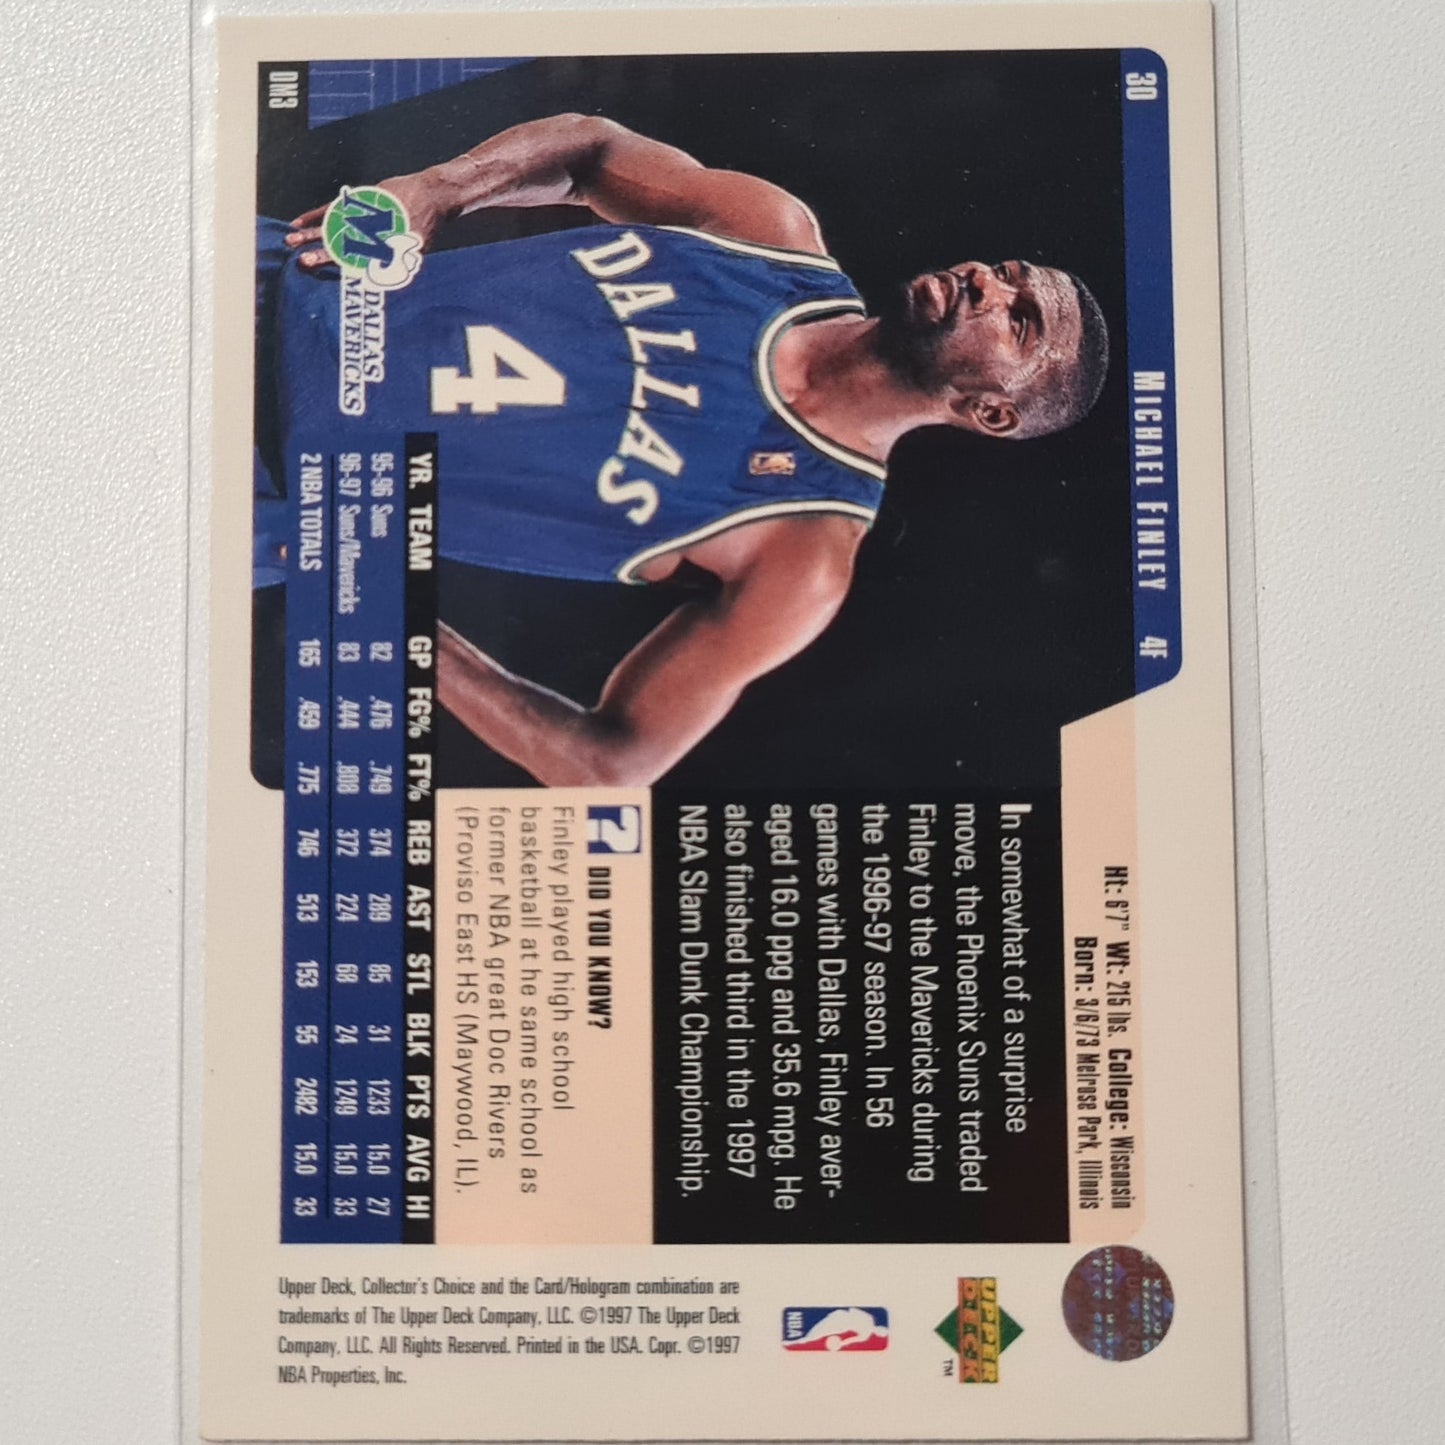 30 MICHAEL FINLEY 4F
Ht: 6'7" Wt: 215 lbs. College: Wisconsin
Born: 3/6/73 Melrose Park, Illinois
In somewhat of a surprise
move, the Phoenix Suns traded
Finley to the Mavericks during
the 1996-97 season. In 56
games with Dallas, Finley aver-
aged 16.0 ppg and 35.6 mpg. He
also finished third in the 1997
NBA Slam Dunk Championship.
? DID YOU KNOW?
Finley played high school
basketball at he same school as
former NBA great Doc Rivers
(Proviso East HS (Maywood, IL).
DALLAS
4
M
DALLAS
MAVERICKS
YR. TEAM GP FG% FT% REB AST STL BLK PTS AVG HI
95-96 Suns 82 .476 .749 374 289 85 31 1233 15.0 27
96-97 Suns/Mavericks 83 .444 .808 372 224 68 24 1249 15.0 33
2 NBA TOTALS 165 .459 .775 746 513 153 55 2482 15.0 33
DM3
UPPER
DECK
TM
NBA
Upper Deck, Collector's Choice and the Card/Hologram combination are
trademarks of The Upper Deck Company, LLC. ©1997 The Upper Deck
Company, LLC. All Rights Reserved. Printed in the USA. Copr. ©1997
NBA Properties, Inc.